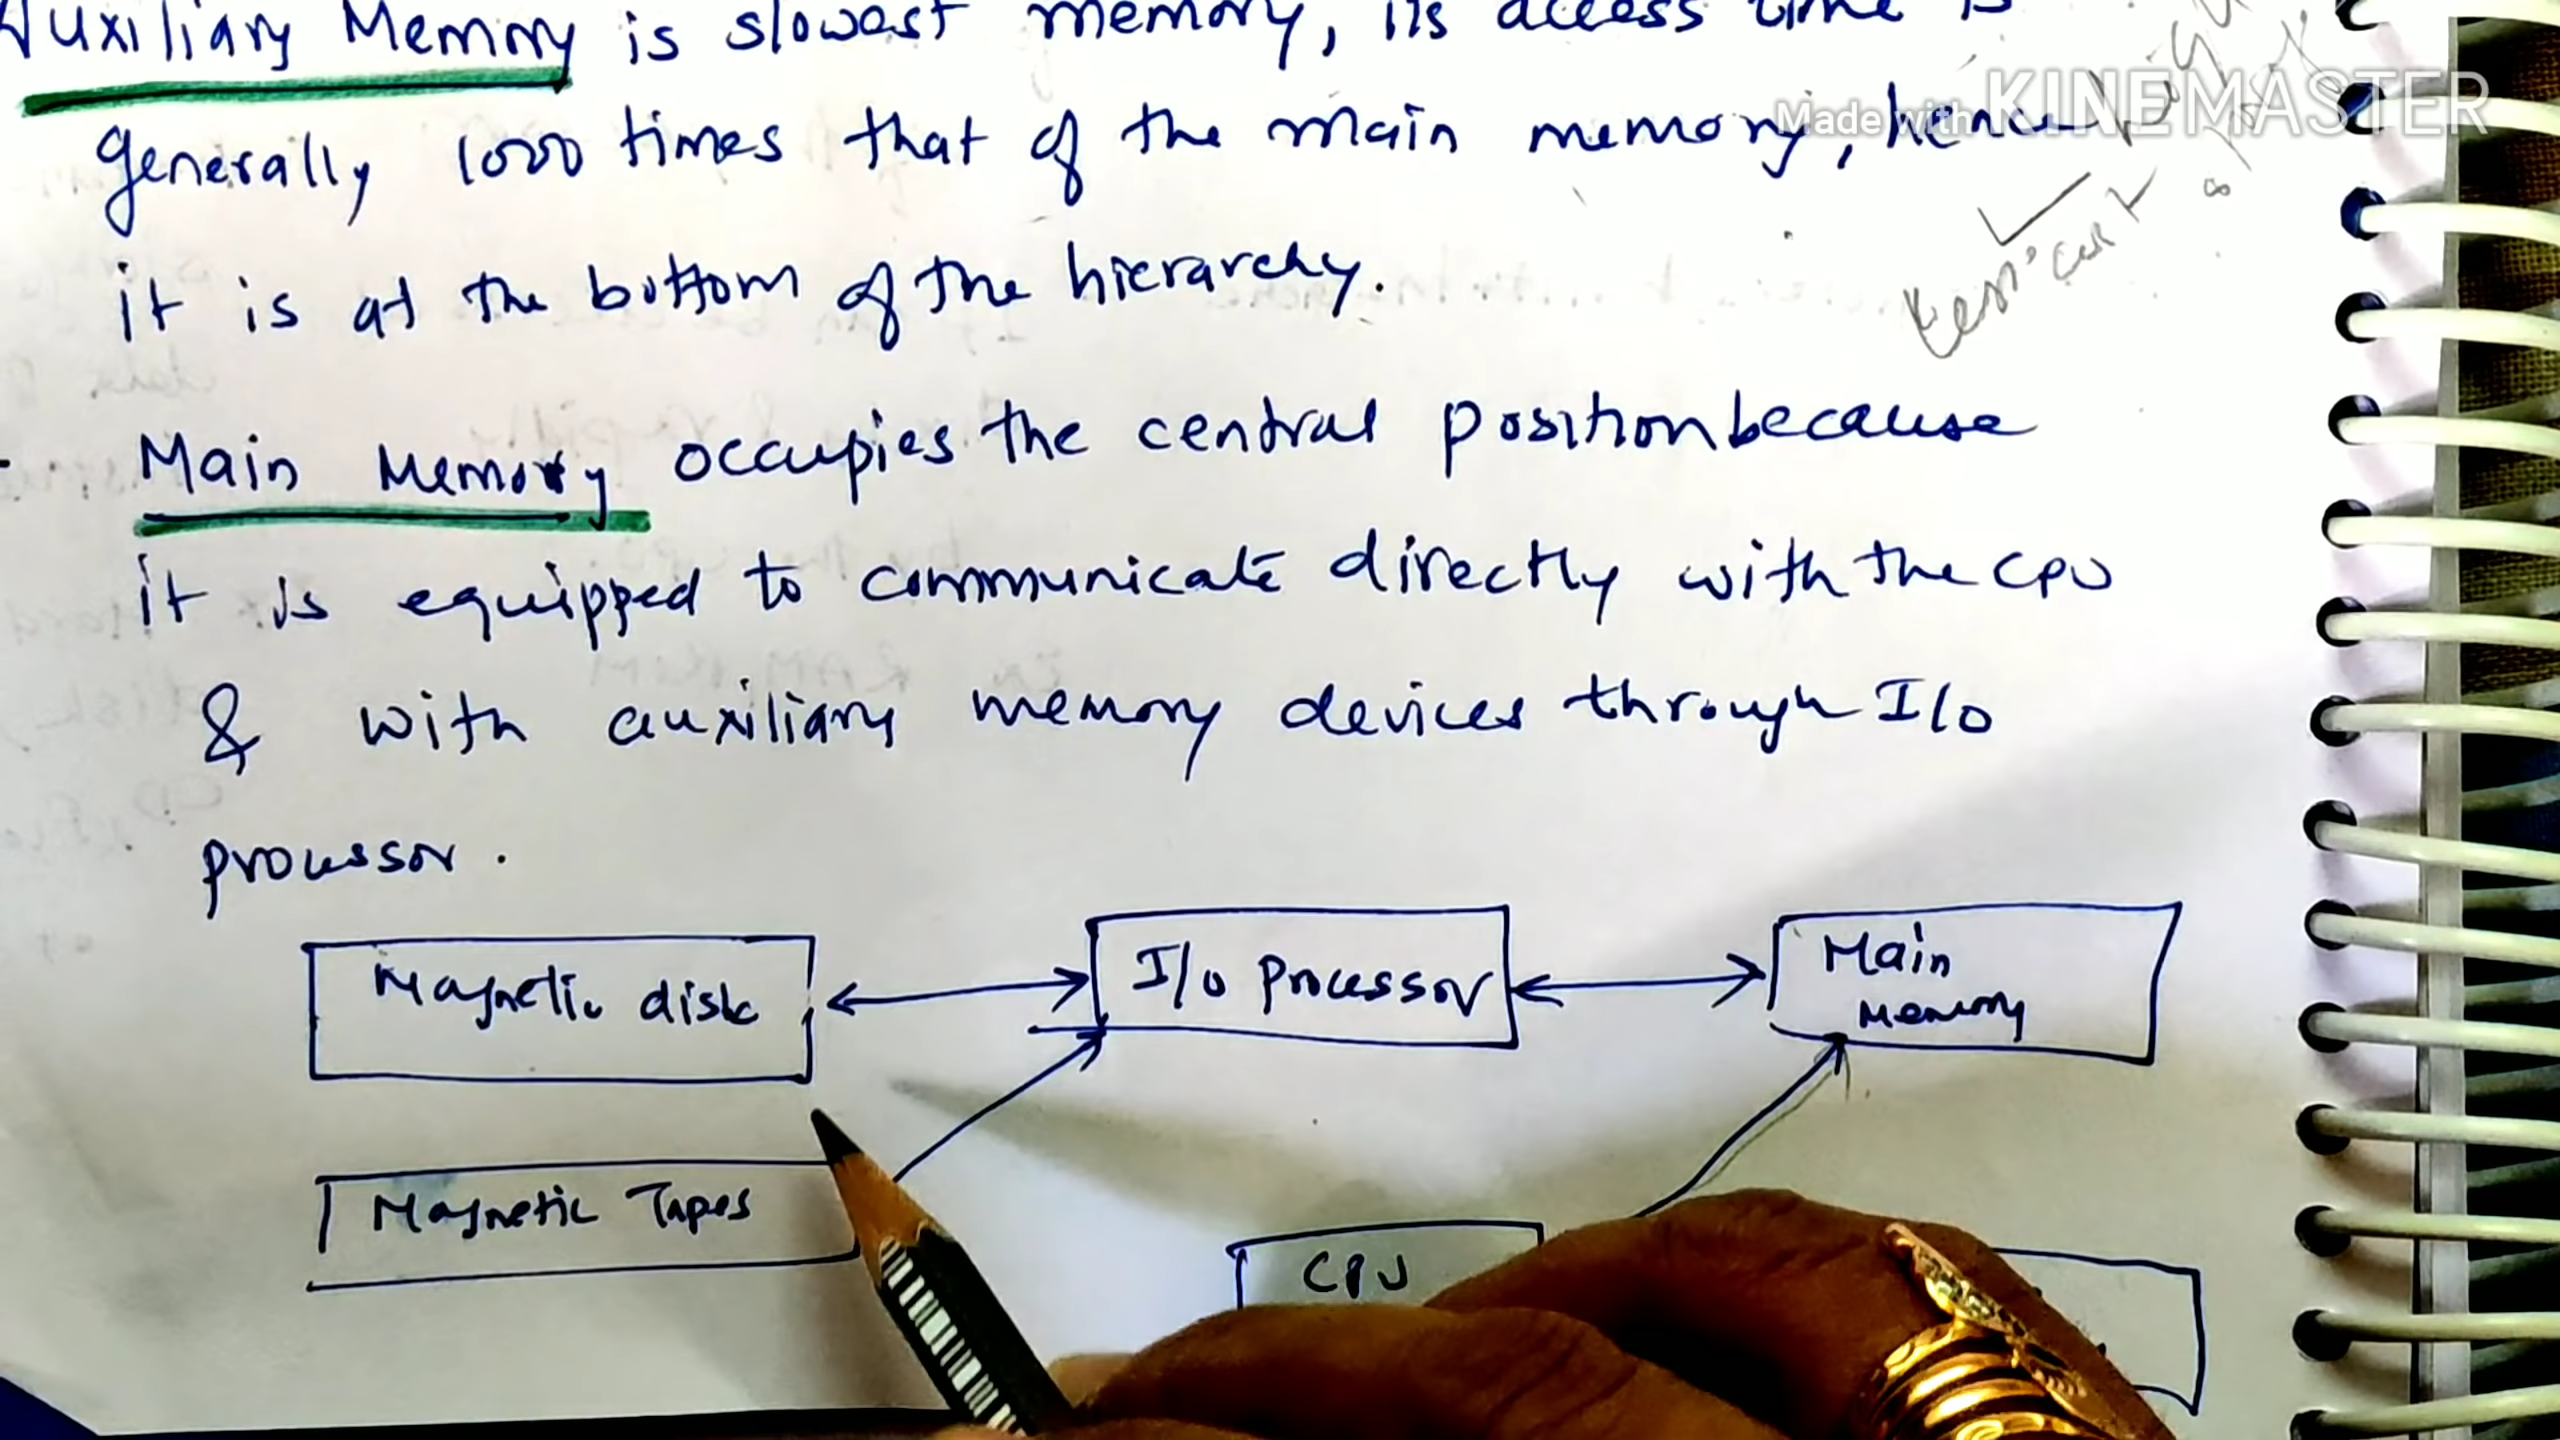 Auxiliary Memory is slowest memory, its access time is
generally 1000 times that of the main memory, hence
it is at the bottom of the hierarchy.
Main Memory occupies the central position because
it is equipped to communicate directly with the CPU
& with auxiliary memory devices through I/O
processor.
Magnetic disk
I/O processor
Main
Memory
Magnetic Tapes
CPU
Made with KINEMASTER